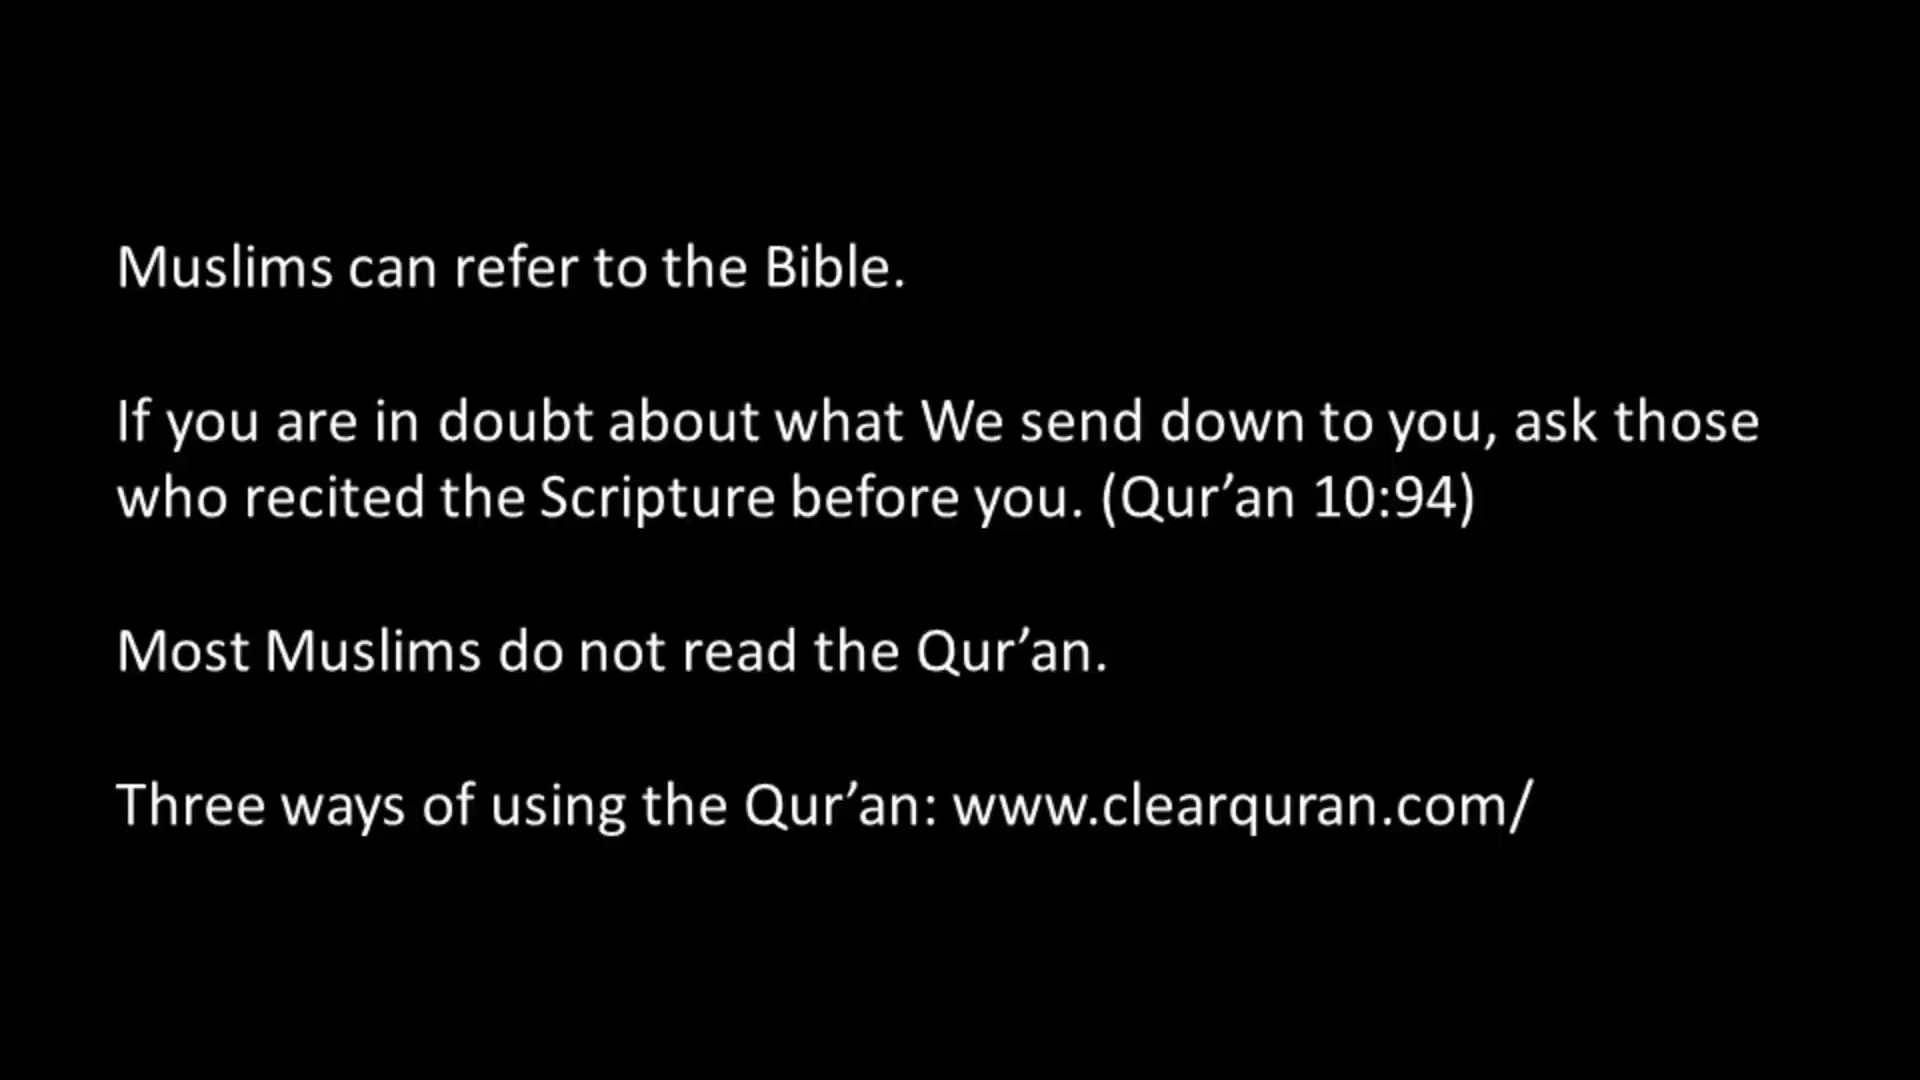 Muslims can refer to the Bible.
If you are in doubt about what We send down to you, ask those
who recited the Scripture before you. (Qur’an 10:94)
Most Muslims do not read the Qur’an.
Three ways of using the Qur’an: www.clearquran.com/